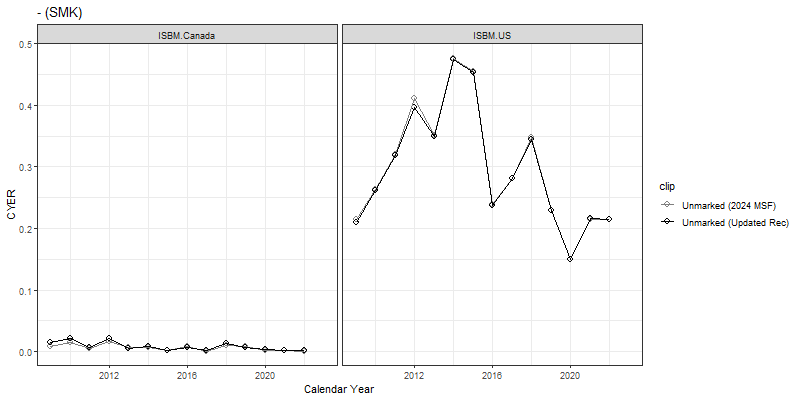 - (SMK)
ISBM.Canada
ISBM.US
0.5
0.4
0.3
0.2
0.1
0.0
CYER
2012
2016
2020
2012
2016
2020
Calendar Year
clip
Unmarked (2024 MSF)
Unmarked (Updated Rec)